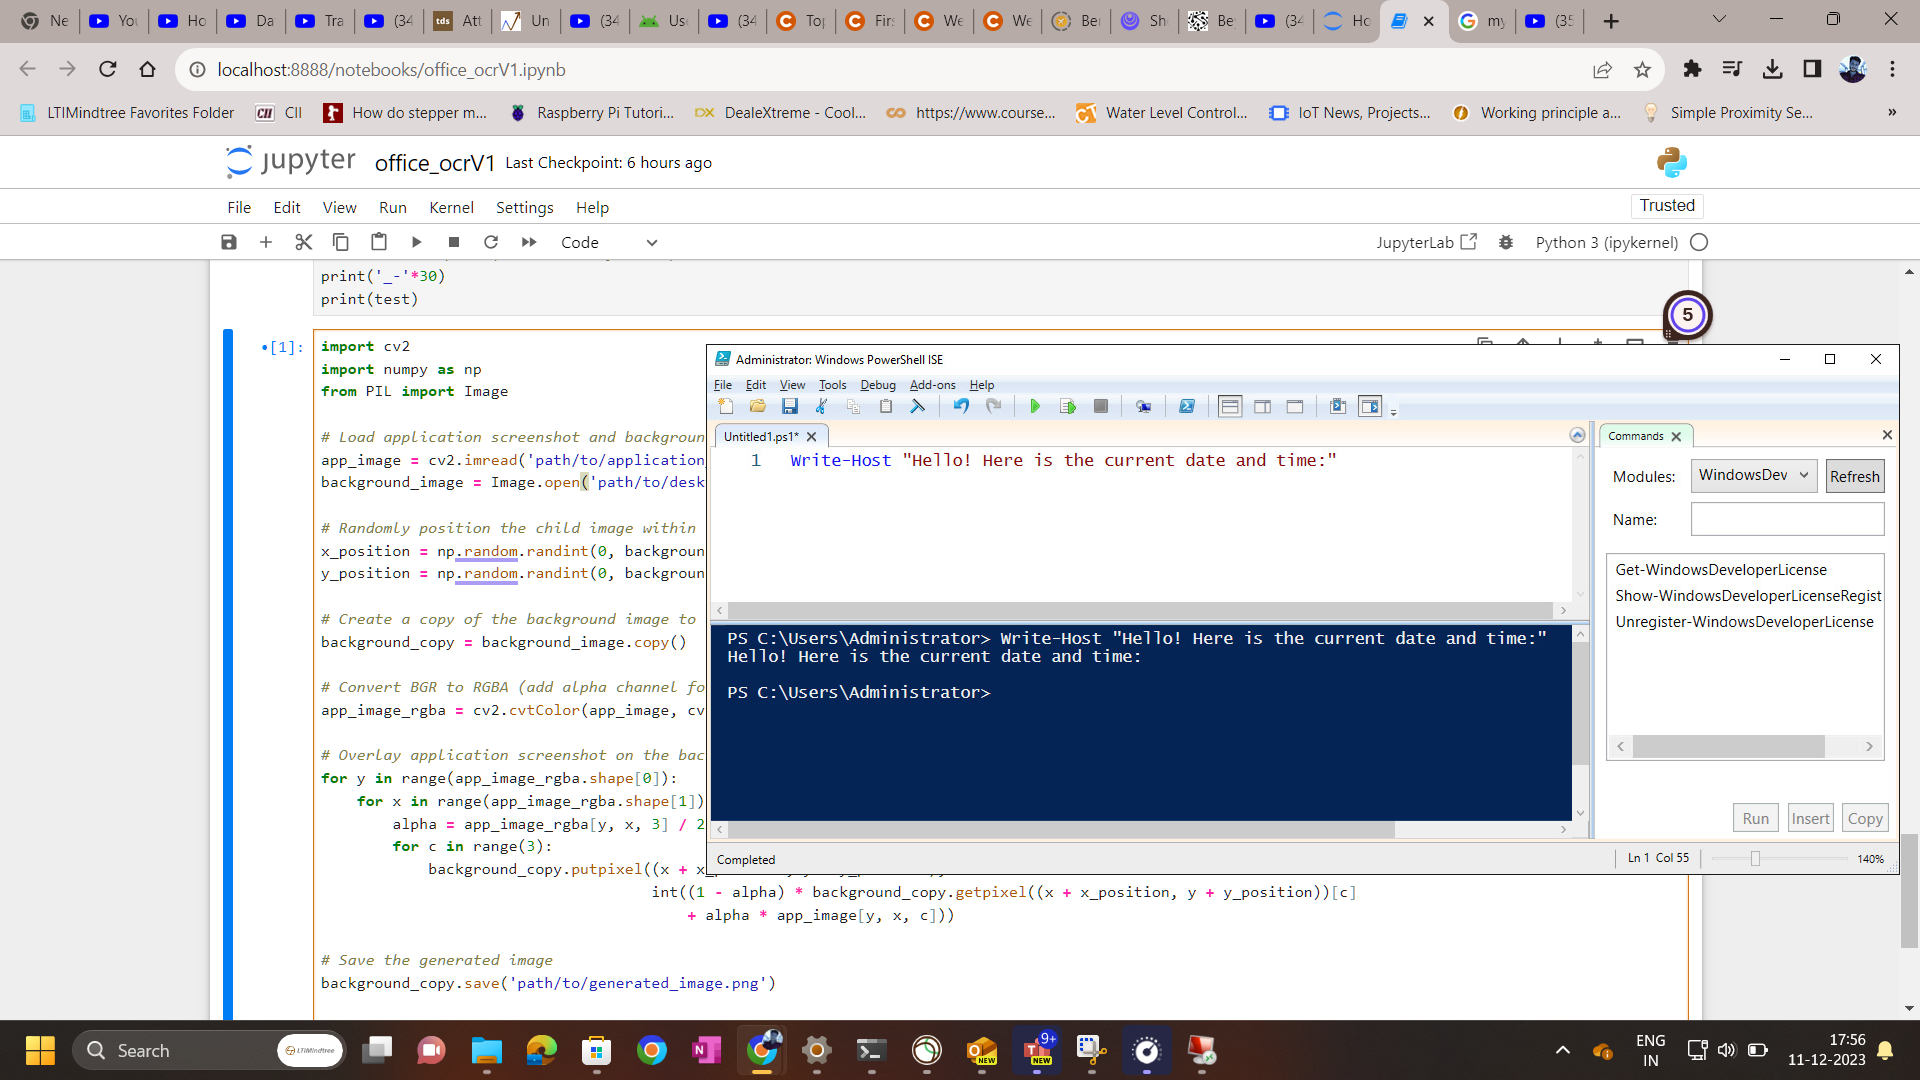 Ne
You
Ho
Da
Tra
(34
Att
Un
(34
Us
(34
To
Firs
We
We
Ber
Sh
Be
(34
Ho
my
(35
localhost:8888/notebooks/office_ocrV1.ipynb
LTIMindtree Favorites Folder
CII
How do stepper m...
Raspberry Pi Tutori...
DealeXtreme - Cool...
https://www.course...
Water Level Control...
IoT News, Projects...
Working principle a...
Simple Proximity Se...
»
jupyter office_ocrV1 Last Checkpoint: 6 hours ago
File Edit View Run Kernel Settings Help
Trusted
Code
JupyterLab
Python 3 (ipykernel)
print('_-'*30)
print(test)
5
•[1]:
import cv2
import numpy as np
from PIL import Image
# Load application screenshot and backgroun
app_image = cv2.imread('path/to/application
background_image = Image.open('path/to/desk
# Randomly position the child image within
x_position = np.random.randint(0, backgroun
y_position = np.random.randint(0, backgroun
# Create a copy of the background image to
background_copy = background_image.copy()
# Convert BGR to RGBA (add alpha channel fo
app_image_rgba = cv2.cvtColor(app_image, cv
# Overlay application screenshot on the bac
for y in range(app_image_rgba.shape[0]):
for x in range(app_image_rgba.shape[1])
alpha = app_image_rgba[y, x, 3] / 2
for c in range(3):
background_copy.putpixel((x + x
int((1 - alpha) * background_copy.getpixel((x + x_position, y + y_position))[c]
+ alpha * app_image[y, x, c]))
# Save the generated image
background_copy.save('path/to/generated_image.png')
Administrator: Windows PowerShell ISE
File Edit View Tools Debug Add-ons Help
Untitled1.ps1*
1 Write-Host "Hello! Here is the current date and time:"
PS C:\Users\Administrator> Write-Host "Hello! Here is the current date and time:"
Hello! Here is the current date and time:
PS C:\Users\Administrator>
Commands
Modules: WindowsDev Refresh
Name:
Get-WindowsDeveloperLicense
Show-WindowsDeveloperLicenseRegist
Unregister-WindowsDeveloperLicense
Run Insert Copy
Completed
Ln 1 Col 55
140%
Search
LTIMindtree
NEW
9+
NEW
ENG
IN
17:56
11-12-2023